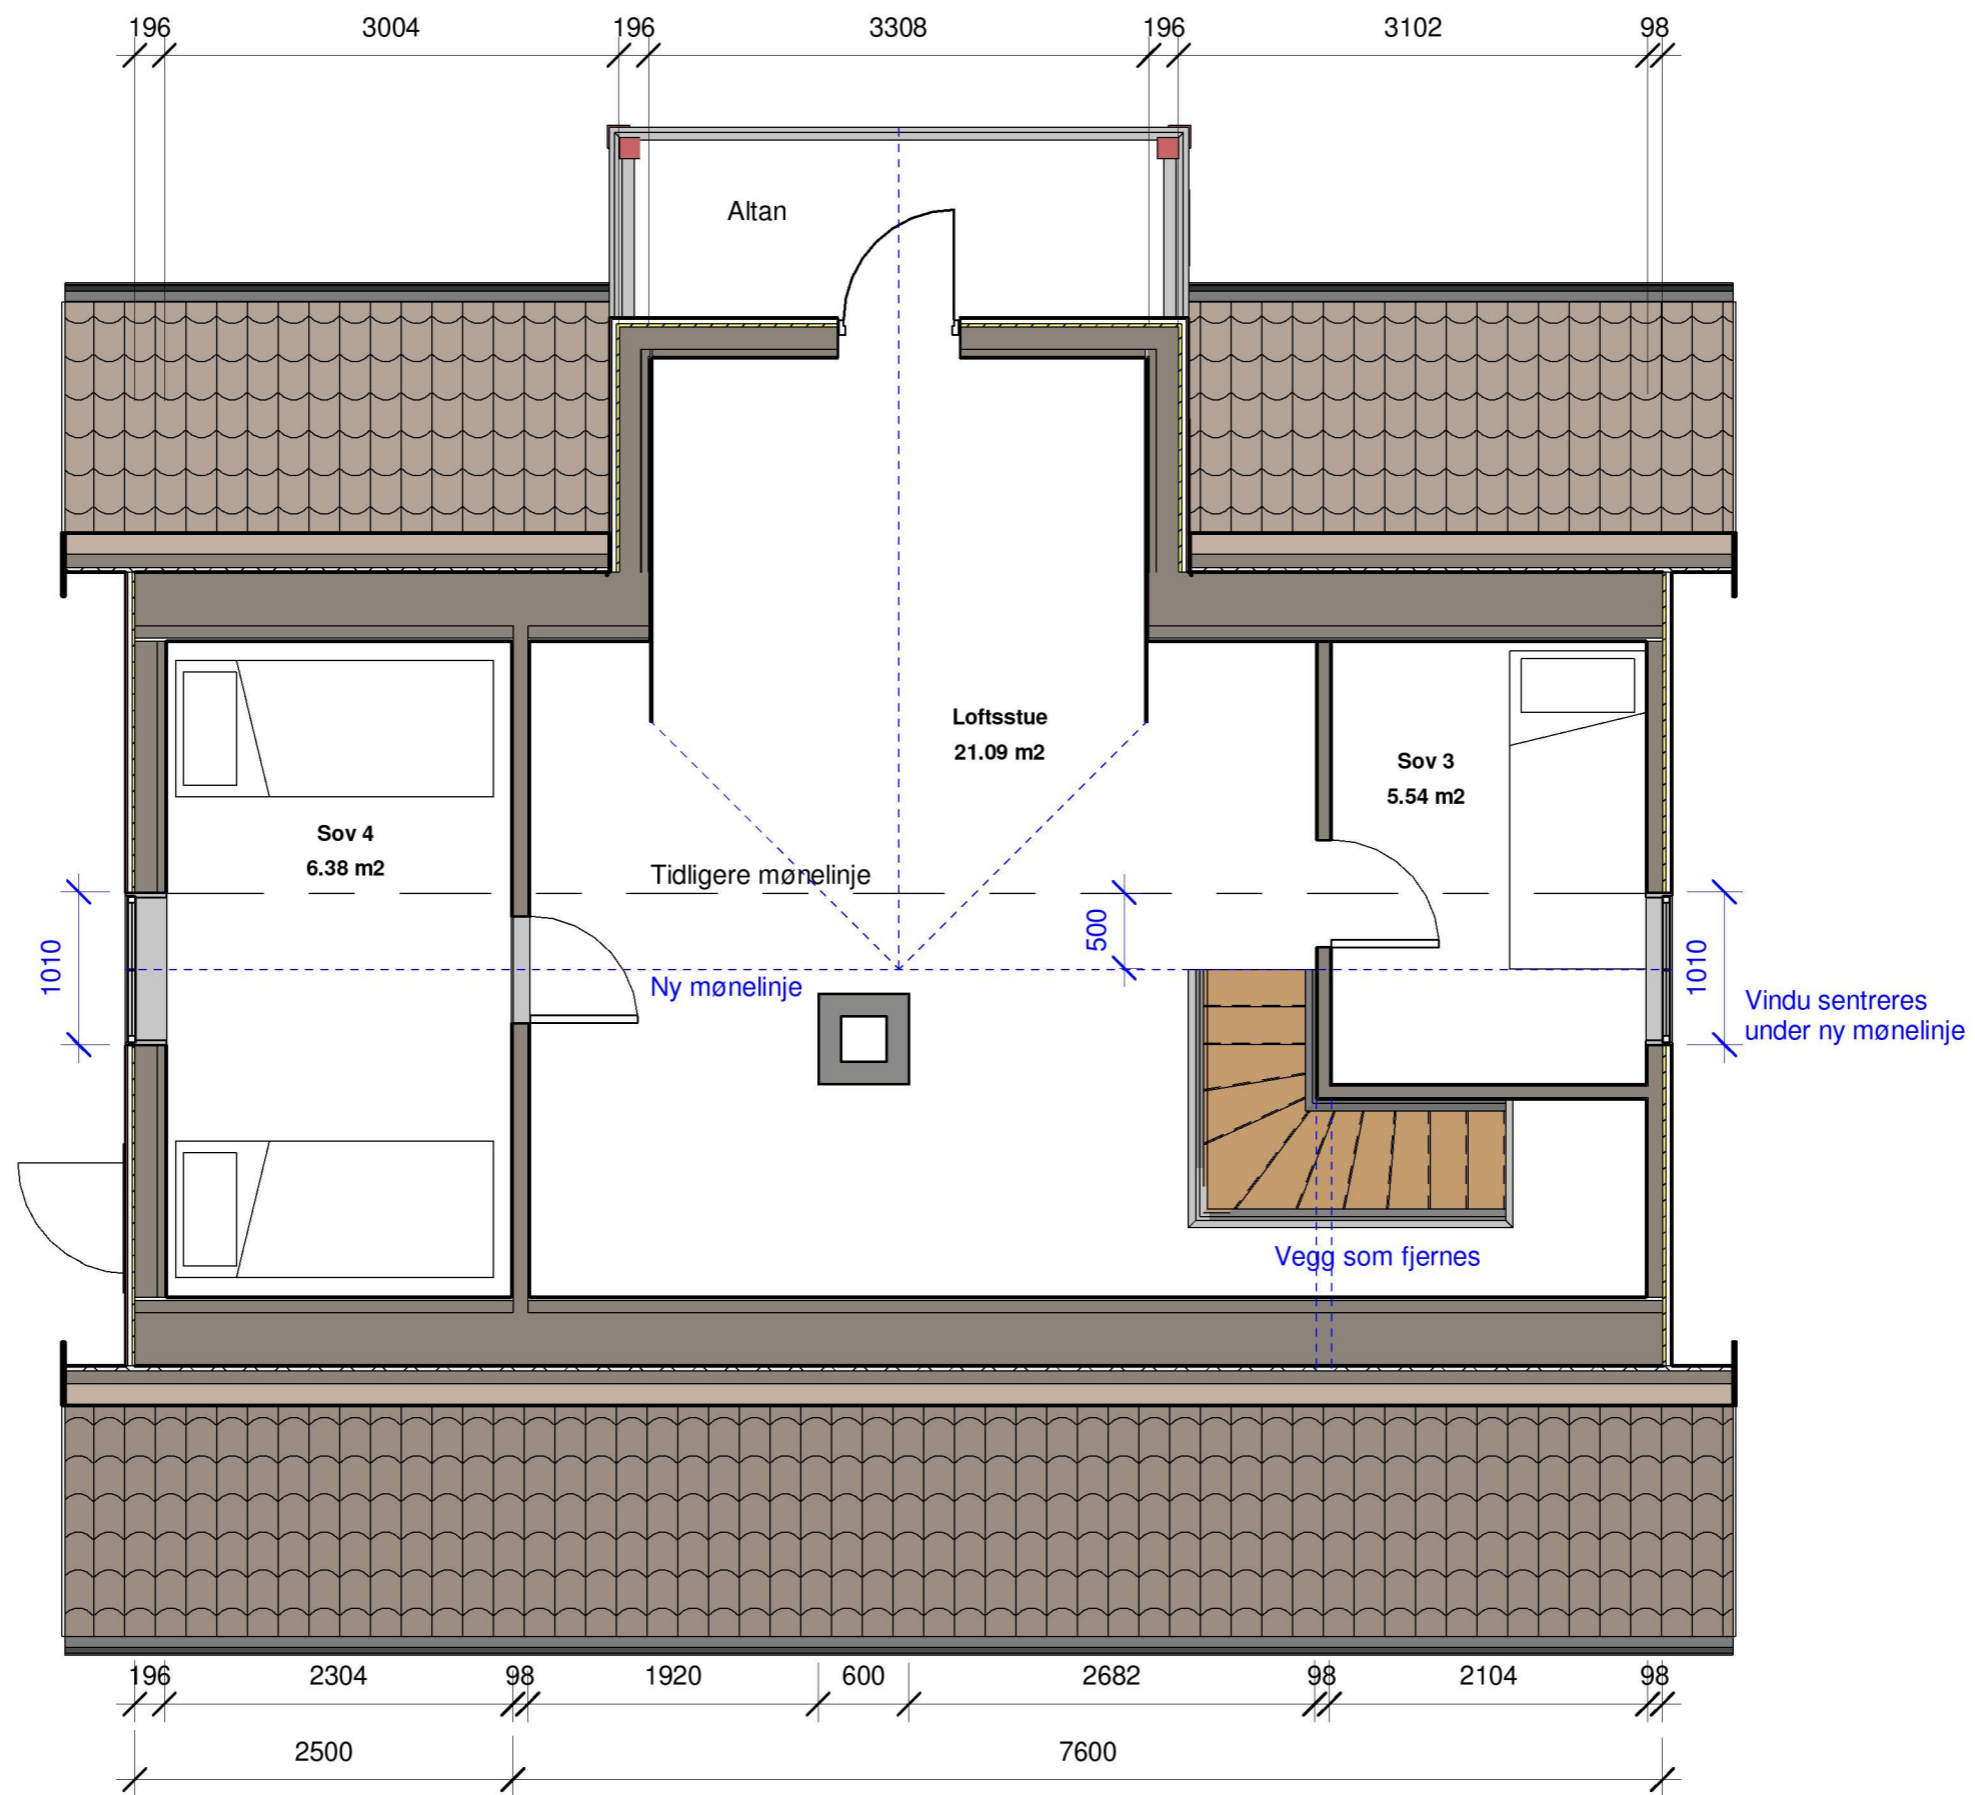 196 3004 196 3308 196 3102 98
Altan
Loftsstue
21.09 m2
Sov 3
5.54 m2
Sov 4
6.38 m2
Tidligere mønelinje
500
1010
1010
Ny mønelinje
Vindu sentreres
under ny mønelinje
Vegg som fjernes
196 2304 98 1920 600 2682 98 2104 98
2500 7600